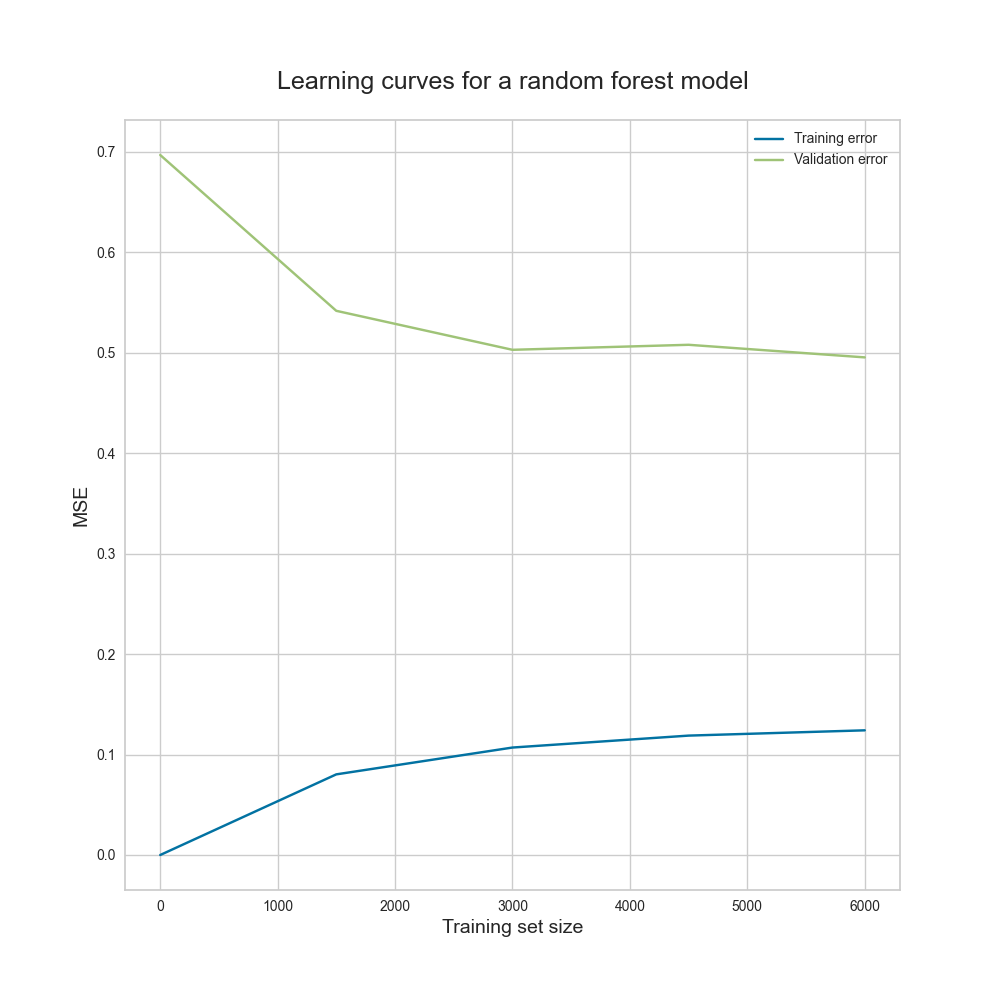 Learning curves for a random forest model
Training error
Validation error
0.7
0.6
0.5
0.4
0.3
0.2
0.1
0.0
MSE
0 1000 2000 3000 4000 5000 6000
Training set size